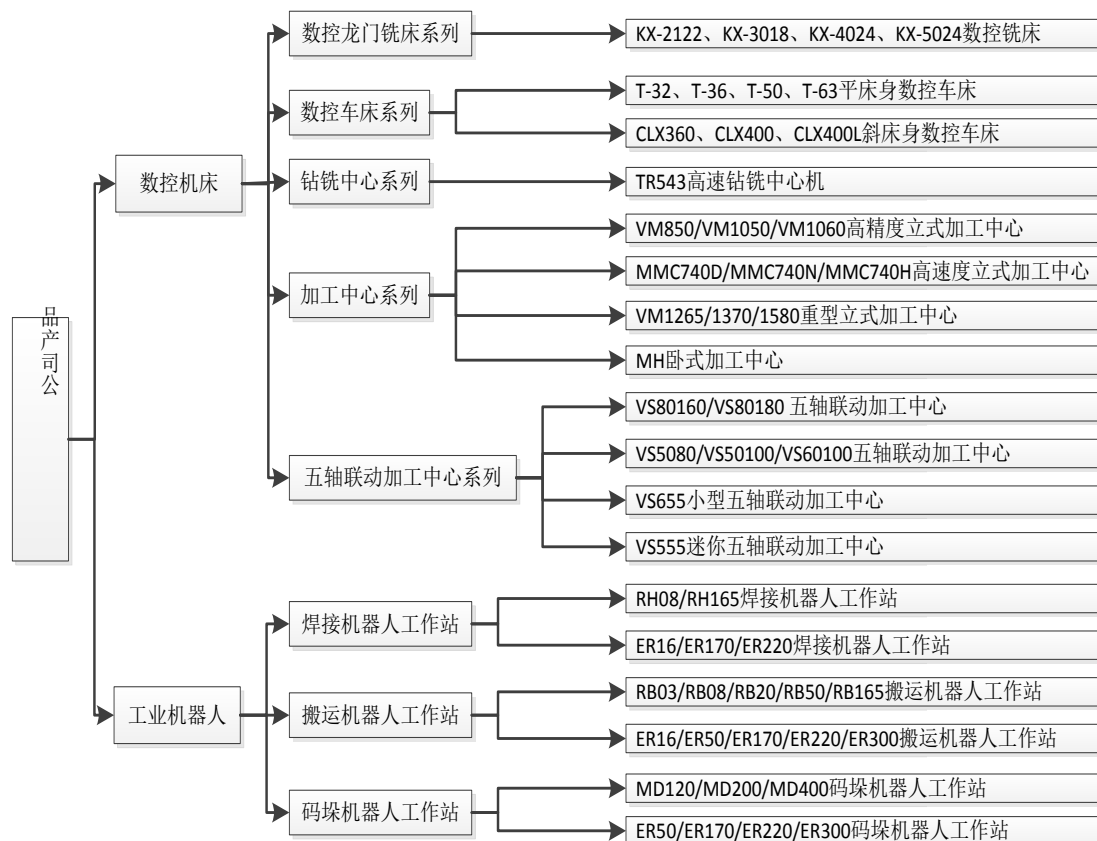 品产司公
数控机床
工业机器人
数控龙门铣床系列
数控车床系列
钻铣中心系列
加工中心系列
五轴联动加工中心系列
焊接机器人工作站
搬运机器人工作站
码垛机器人工作站
KX-2122、KX-3018、KX-4024、KX-5024数控铣床
T-32、T-36、T-50、T-63平床身数控车床
CLX360、CLX400、CLX400L斜床身数控车床
TR543高速钻铣中心机
VM850/VM1050/VM1060高精度立式加工中心
MMC740D/MMC740N/MMC740H高速度立式加工中心
VM1265/1370/1580重型立式加工中心
MH卧式加工中心
VS80160/VS80180 五轴联动加工中心
VS5080/VS50100/VS60100五轴联动加工中心
VS655小型五轴联动加工中心
VS555迷你五轴联动加工中心
RH08/RH165焊接机器人工作站
ER16/ER170/ER220焊接机器人工作站
RB03/RB08/RB20/RB50/RB165搬运机器人工作站
ER16/ER50/ER170/ER220/ER300搬运机器人工作站
MD120/MD200/MD400码垛机器人工作站
ER50/ER170/ER220/ER300码垛机器人工作站